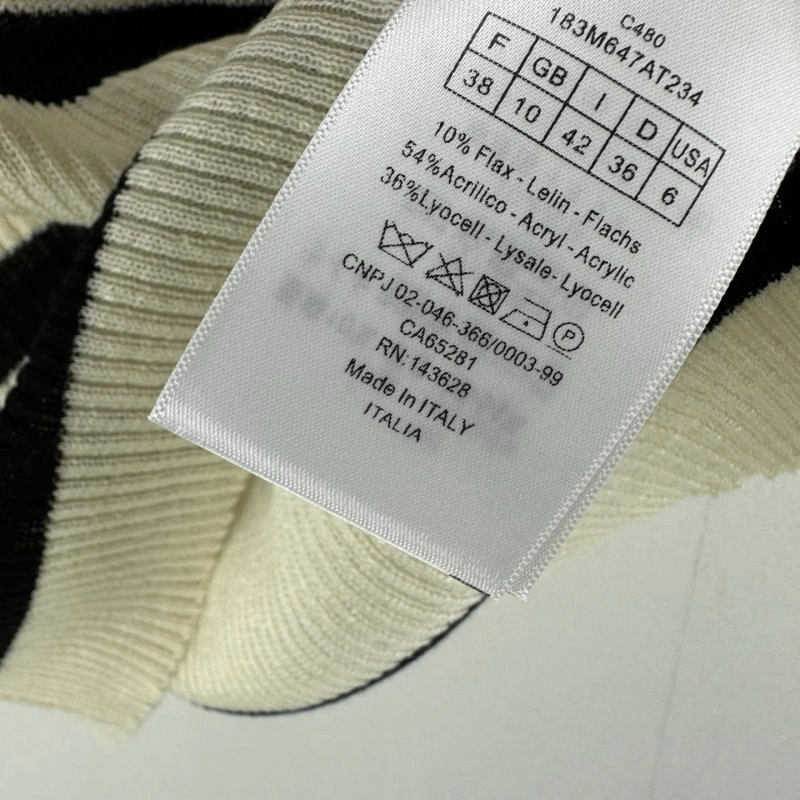 C480
183M647AT234
F GB I D USA
38 10 42 36 6
10% Flax - Lelin - Flachs
54%Acrilico - Acryl - Acrylic
36%Lyocell - Lysale- Lyocell
P
CNPJ 02-046-366/0003-99
CA65281
RN:143628
Made In ITALY
ITALIA